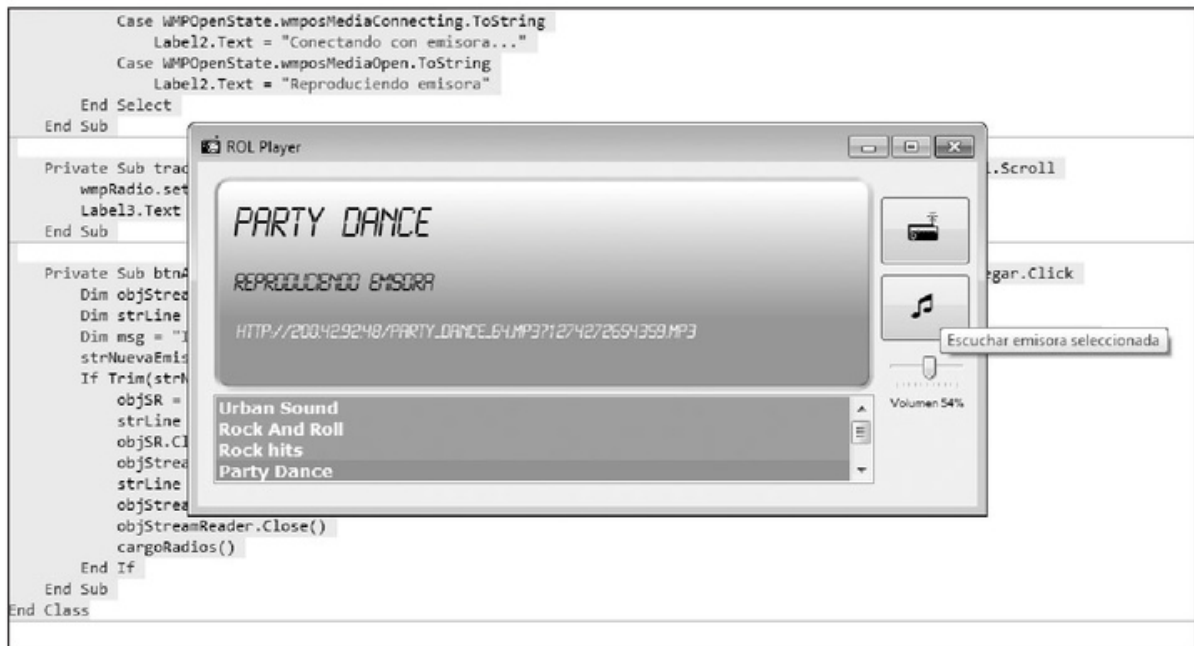 Case WMPOpenState.wmposMediaConnecting.ToString
Label2.Text = "Conectando con emisora..."
Case WMPOpenState.wmposMediaOpen.ToString
Label2.Text = "Reproduciendo emisora"
End Select
End Sub
Private Sub trac
l.Scroll
wmpRadio.set
Label3.Text
End Sub
Private Sub btnA
egar.Click
Dim objStrea
Dim strLine
Dim msg = "I
strNuevaEmis
If Trim(strN
objSR =
strLine
objSR.Cl
objStrea
strLine
objStrea
objStreamReader.Close()
cargoRadios()
End If
End Sub
End Class
ROL Player
PARTY DANCE
REPRODUCIENDO EMISORA
HTTP://200.42.92.48/PARTY_DANCE_64.MP371274272654359.MP3
Escuchar emisora seleccionada
Volumen 54%
Urban Sound
Rock And Roll
Rock hits
Party Dance